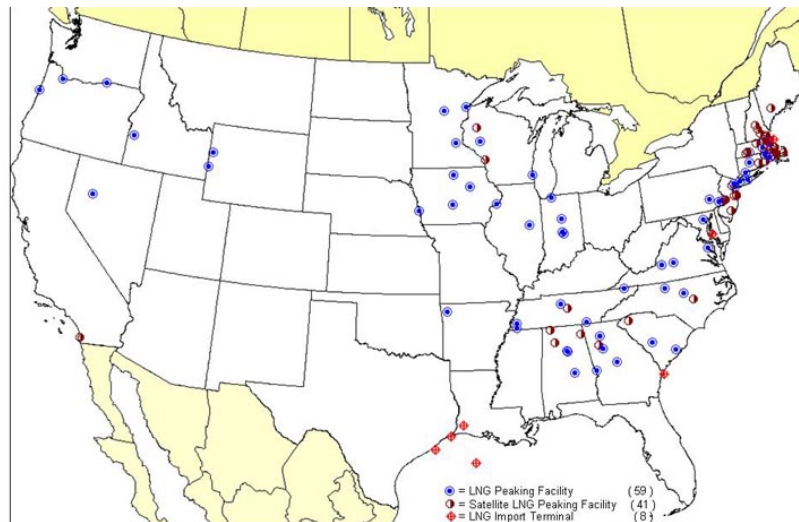 = LNG Peaking Facility (59)
= Satellite LNG Peaking Facility (41)
= LNG Import Terminal (8)